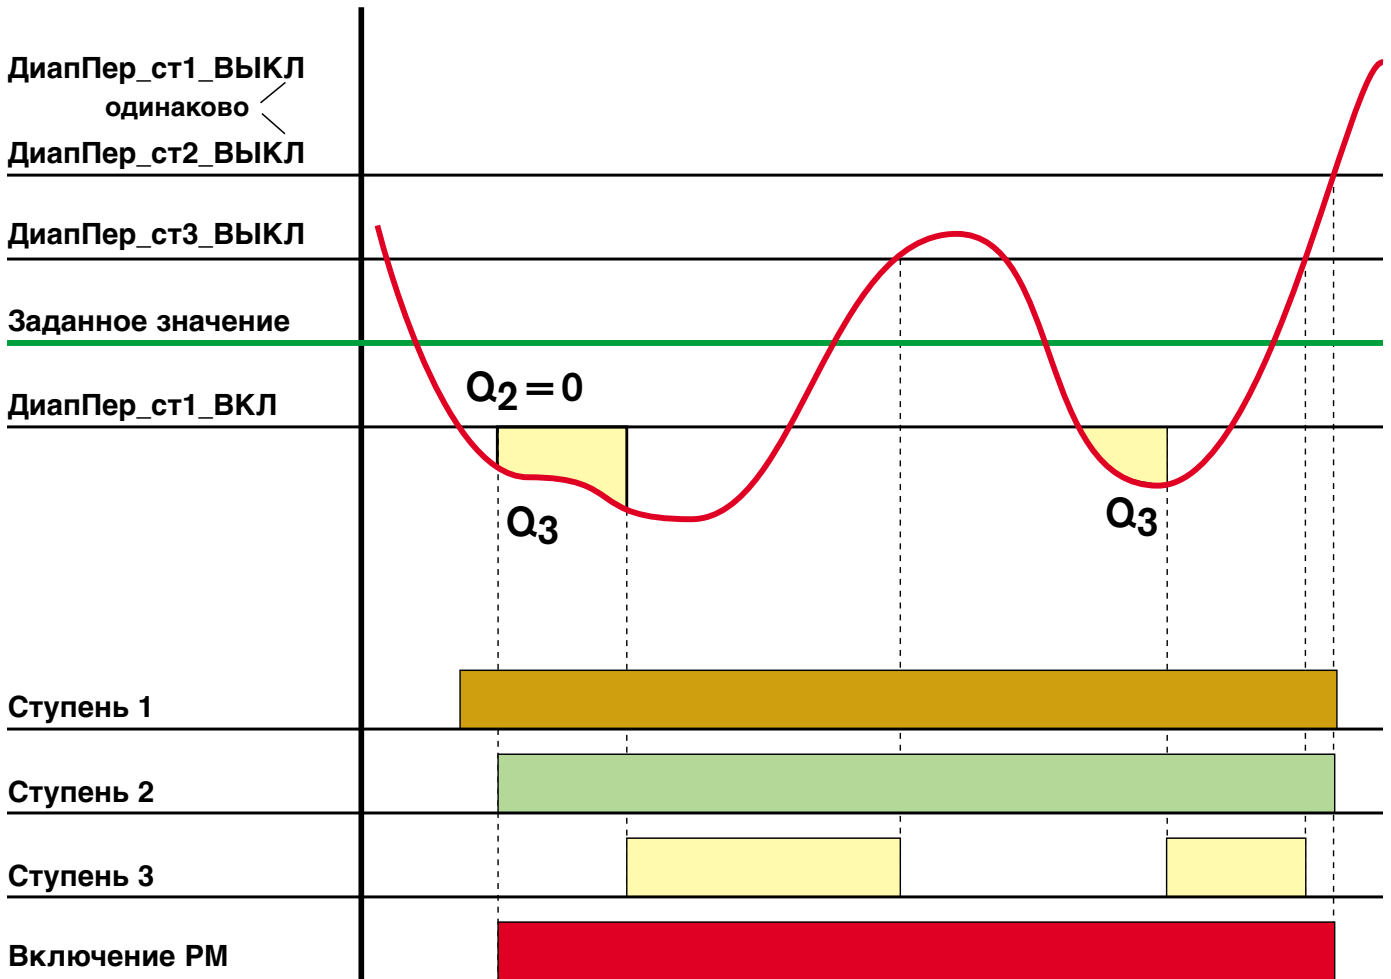 ДиапПер_ст1_ВЫКЛ
одинаково
ДиапПер_ст2_ВЫКЛ
ДиапПер_ст3_ВЫКЛ
Заданное значение
Q2=0
ДиапПер_ст1_ВКЛ
Q3
Q3
Ступень 1
Ступень 2
Ступень 3
Включение РМ